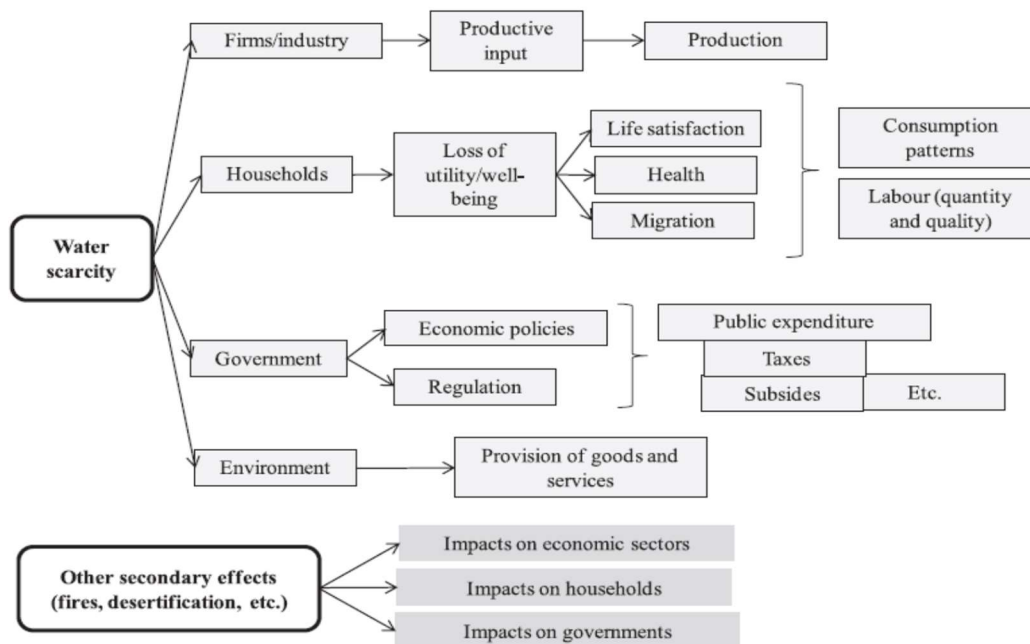 Firms/industry
Productive
input
Production
Households
Loss of
utility/well-
being
Life satisfaction
Health
Migration
Consumption
patterns
Labour (quantity
and quality)
Water
scarcity
Government
Economic policies
Regulation
Public expenditure
Taxes
Subsides
Etc.
Environment
Provision of goods and
services
Other secondary effects
(fires, desertification, etc.)
Impacts on economic sectors
Impacts on households
Impacts on governments